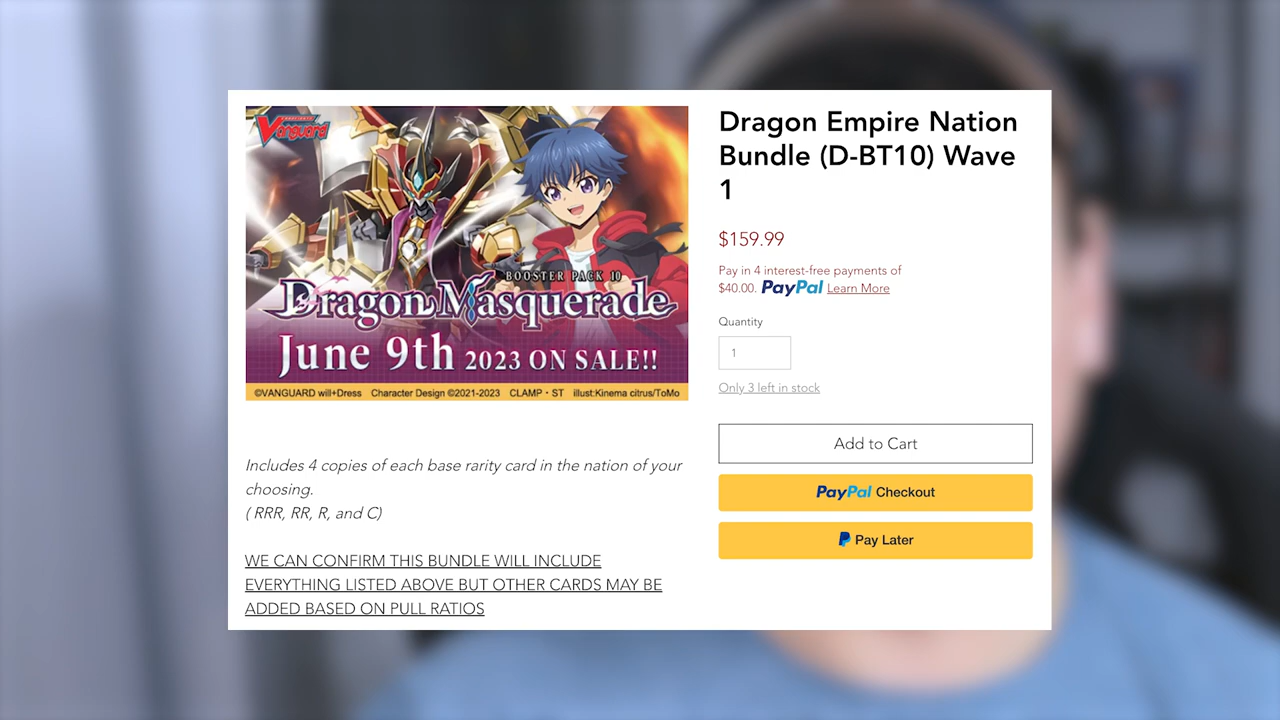 Vanguard
BOOSTER PACK 10
Dragon Masquerade
June 9th 2023 ON SALE!!
©VANGUARD will+Dress Character Design ©2021-2023 CLAMP・ST illust:Kinema citrus/ToMo
Includes 4 copies of each base rarity card in the nation of your
choosing.
( RRR, RR, R, and C)
WE CAN CONFIRM THIS BUNDLE WILL INCLUDE
EVERYTHING LISTED ABOVE BUT OTHER CARDS MAY BE
ADDED BASED ON PULL RATIOS
Dragon Empire Nation
Bundle (D-BT10) Wave
1
$159.99
Pay in 4 interest-free payments of
$40.00. PayPal Learn More
Quantity
1
Only 3 left in stock
Add to Cart
PayPal Checkout
Pay Later